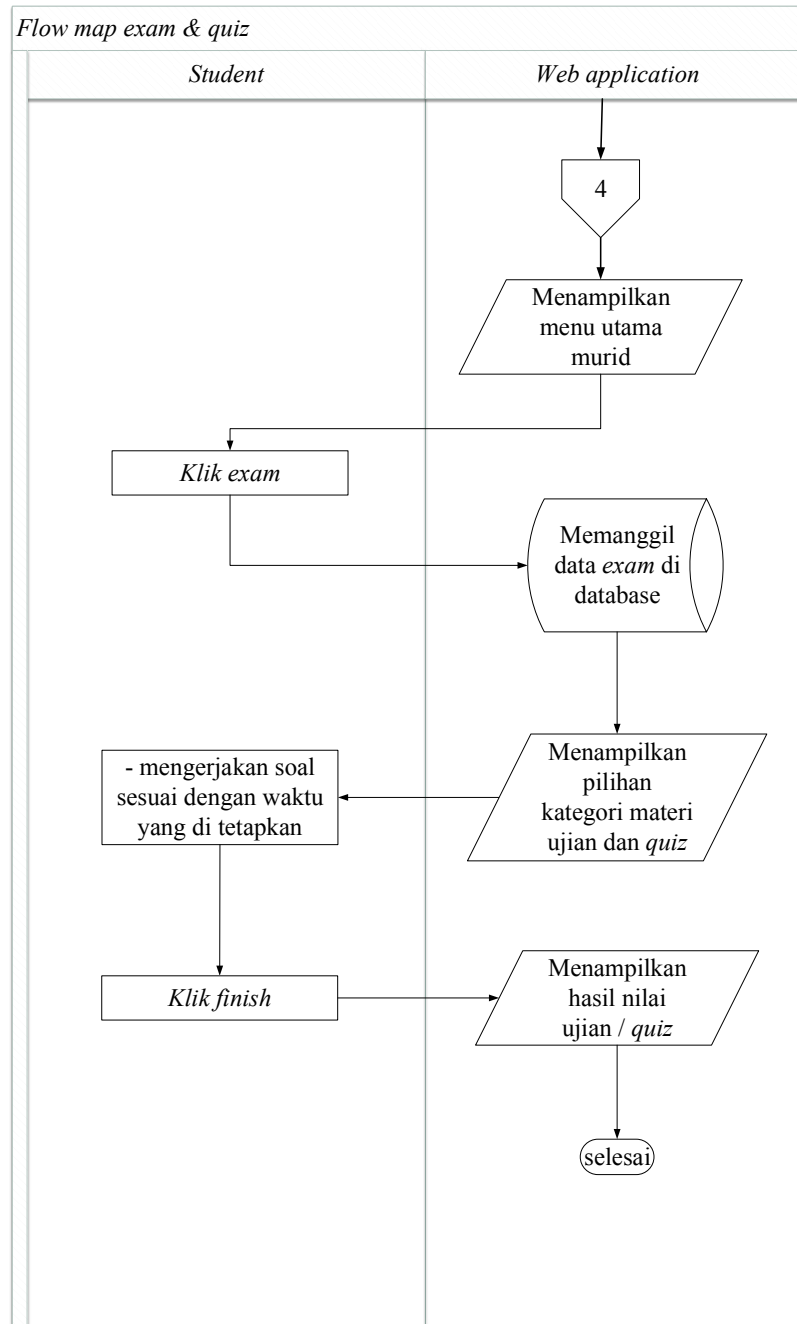 Flow map exam & quiz
Student
Web application
4
Menampilkan
menu utama
murid
Klik exam
Memanggil
data exam di
database
Menampilkan
pilihan
kategori materi
ujian dan quiz
- mengerjakan soal
sesuai dengan waktu
yang di tetapkan
Klik finish
Menampilkan
hasil nilai
ujian / quiz
selesai